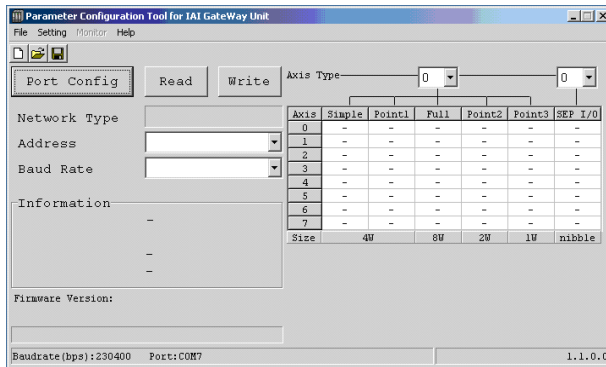 Parameter Configuration Tool for IAI GateWay Unit
File Setting Monitor Help
Port Config Read Write Axis Type 0 0
Network Type
Address
Baud Rate
Axis Simple Point1 Full Point2 Point3 SEP I/O
0 - - - - - -
1 - - - - - -
2 - - - - - -
3 - - - - - -
4 - - - - - -
5 - - - - - -
6 - - - - - -
7 - - - - - -
Size 4W 8W 2W 1W nibble
Information
-
-
-
Firmware Version:
Baudrate(bps):230400 Port:COM7 1.1.0.0